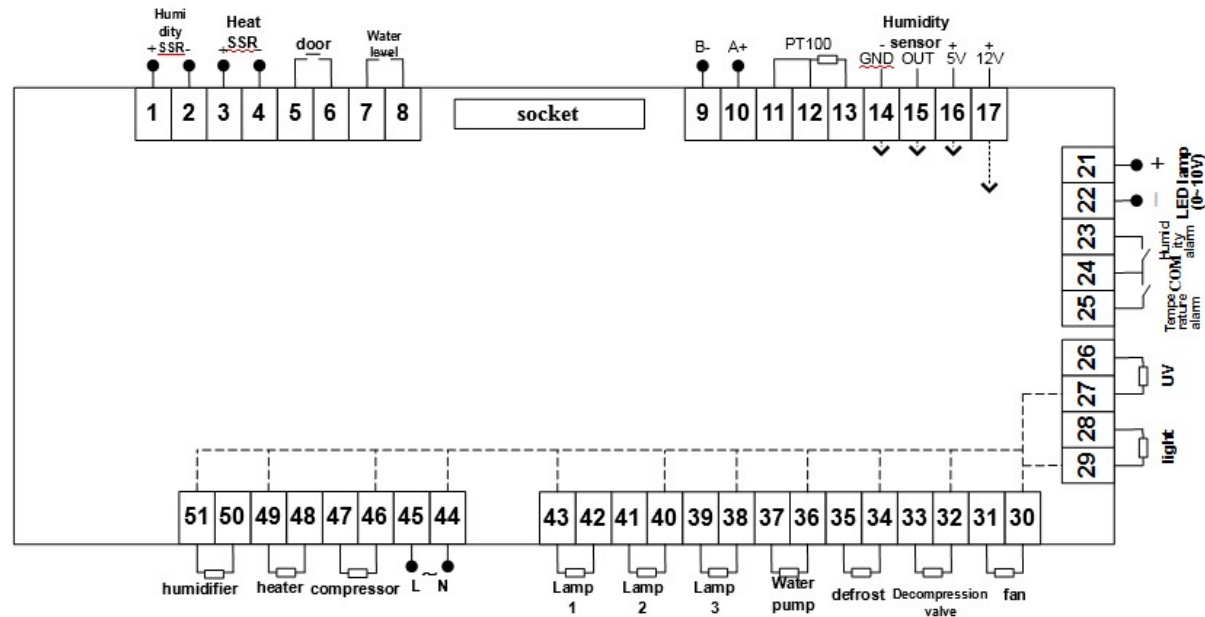 Humi
dity
+ SSR -
Heat
SSR
+ -
door
Water
level
B- A+
PT100
Humidity
sensor
- + +
GND OUT 5V 12V
1 2 3 4 5 6 7 8
socket
9 10 11 12 13 14 15 16 17
21
22
23
24
25
+
–
LED lamp
(0~10V)
Humid
ity
alarm
COM
Tempe
rature
alarm
26
27
28
29
UV
light
51 50 49 48 47 46 45 44
43 42 41 40 39 38 37 36 35 34 33 32 31 30
humidifier
heater
compressor
L ~ N
Lamp
1
Lamp
2
Lamp
3
Water
pump
defrost
Decompression
valve
fan